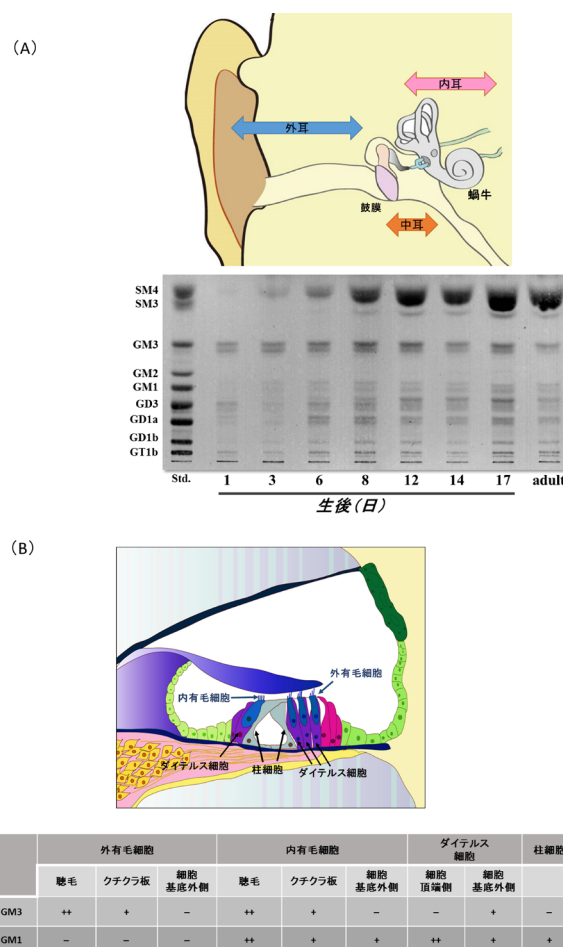 (A)
内耳
外耳
蝸牛
鼓膜
中耳
SM4
SM3
GM3
GM2
GM1
GD3
GD1a
GD1b
GT1b
Std. 1 3 6 8 12 14 17 adult
生後(日)
(B)
外有毛細胞
内有毛細胞
ダイテルス細胞
柱細胞
ダイテルス細胞
外有毛細胞 内有毛細胞 ダイテルス細胞 柱細胞
聴毛 クチクラ板 細胞基底外側 聴毛 クチクラ板 細胞基底外側 細胞頂端側 細胞基底外側
GM3 ++ + − ++ + − − + −
GM1 − − − ++ + + ++ + +